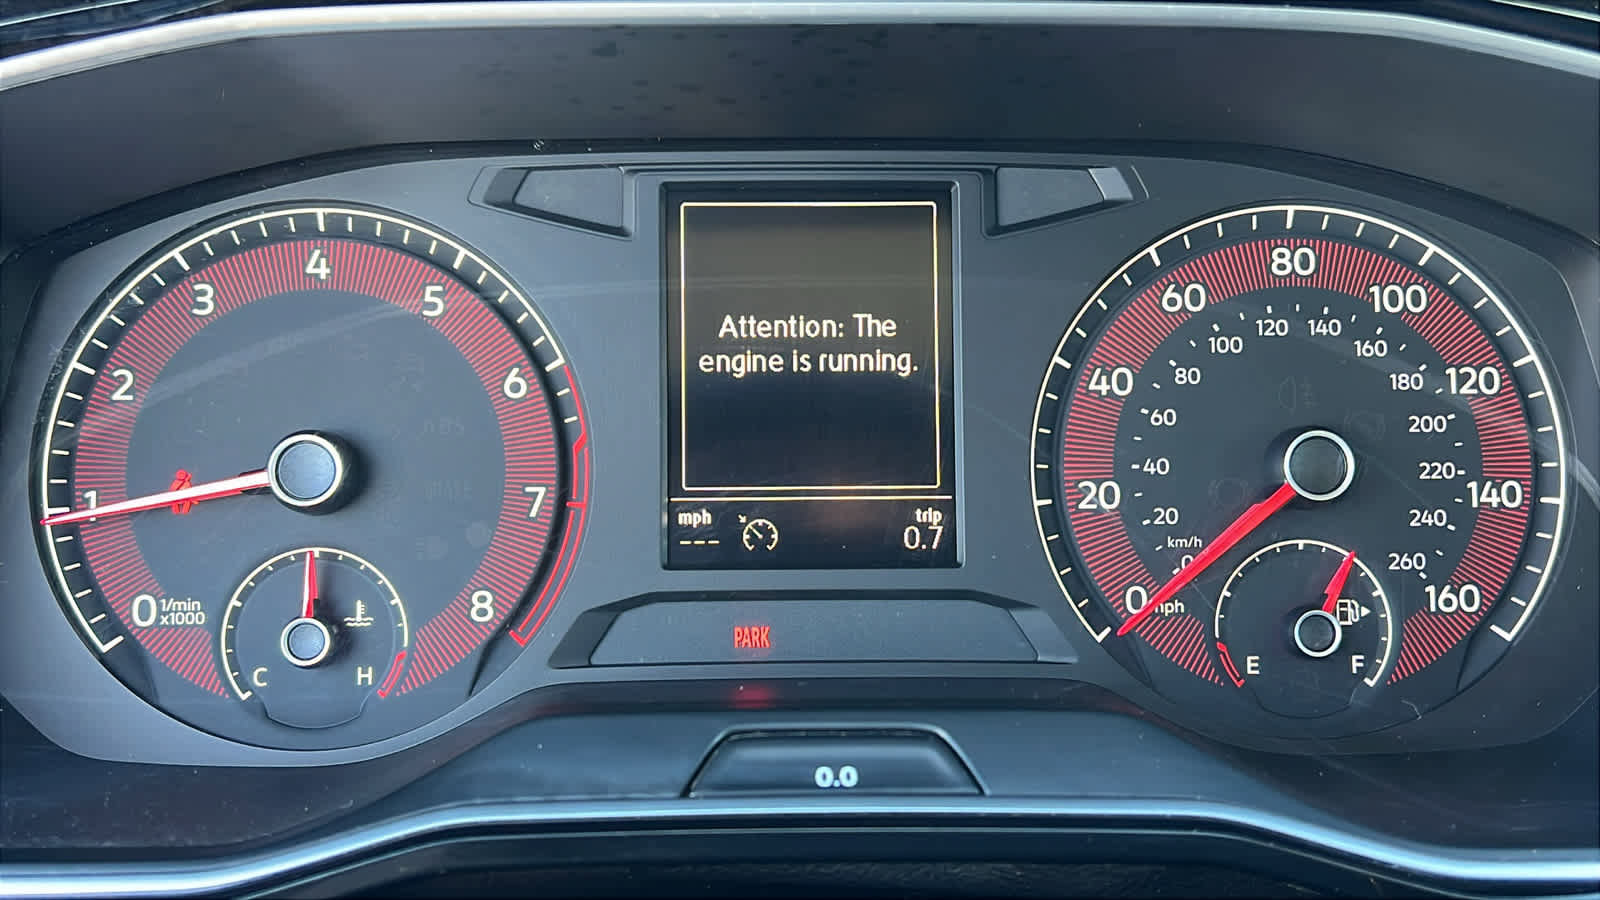 1
2
3
4
5
6
7
8
0
1/min
x1000
C
H
Attention: The
engine is running.
mph
---
trip
0.7
PARK
0.0
0
20
40
60
80
100
120
140
160
mph
km/h
0
20
40
60
80
100
120
140
160
180
200
220
240
260
E
F